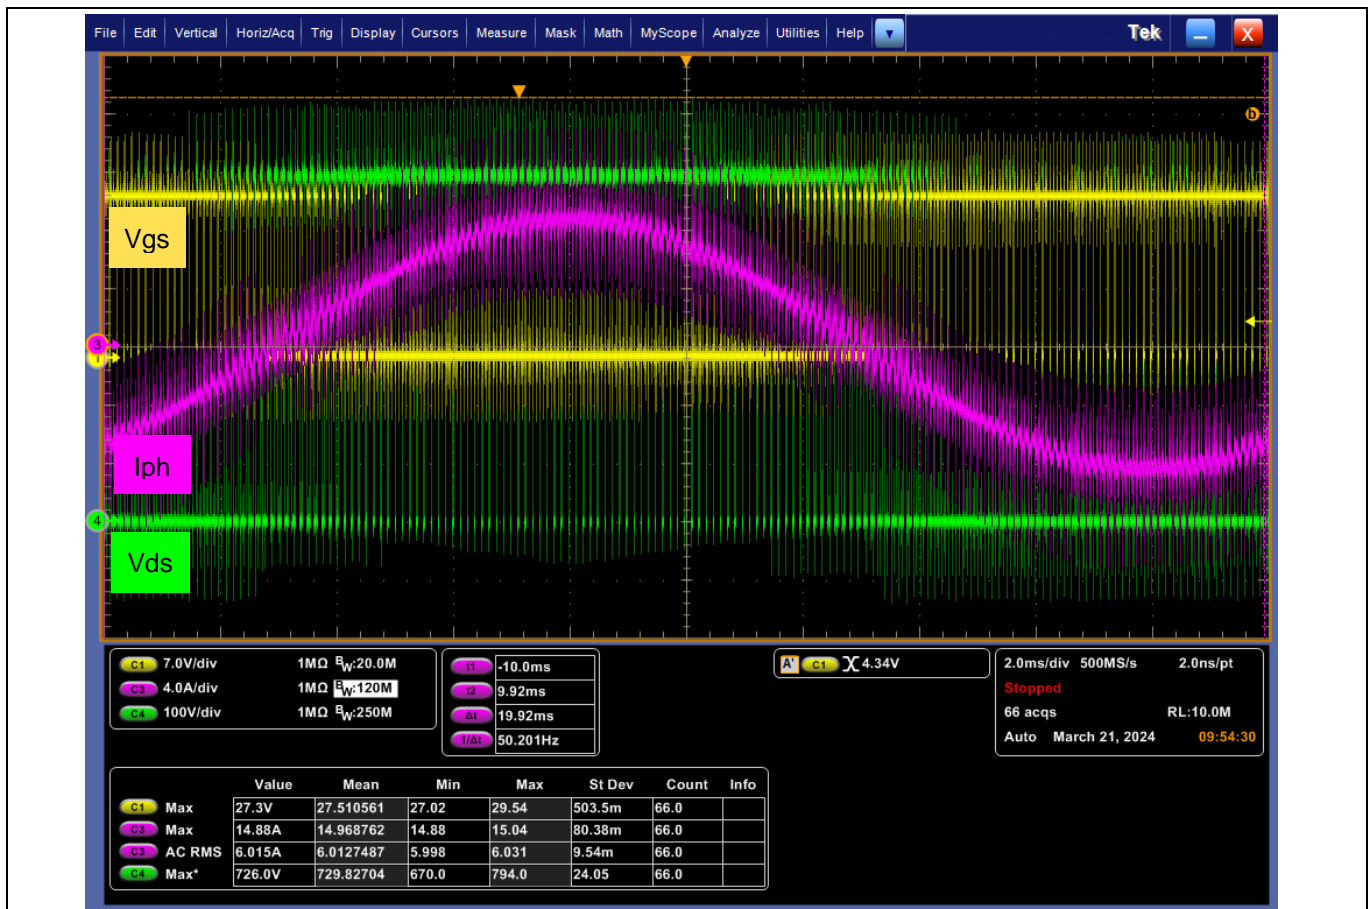 File Edit Vertical Horiz/Acq Trig Display Cursors Measure Mask Math MyScope Analyze Utilities Help Tek X
b
Vgs
3
1
Iph
4
Vds
C1 7.0V/div 1MΩ BW:20.0M
C3 4.0A/div 1MΩ BW:120M
C4 100V/div 1MΩ BW:250M
t1 -10.0ms
t2 9.92ms
Δt 19.92ms
1/Δt 50.201Hz
A' C1 4.34V
2.0ms/div 500MS/s 2.0ns/pt
Stopped
66 acqs RL:10.0M
Auto March 21, 2024 09:54:30
Value Mean Min Max St Dev Count Info
C1 Max 27.3V 27.510561 27.02 29.54 503.5m 66.0
C3 Max 14.88A 14.968762 14.88 15.04 80.38m 66.0
C3 AC RMS 6.015A 6.0127487 5.998 6.031 9.54m 66.0
C4 Max* 726.0V 729.82704 670.0 794.0 24.05 66.0